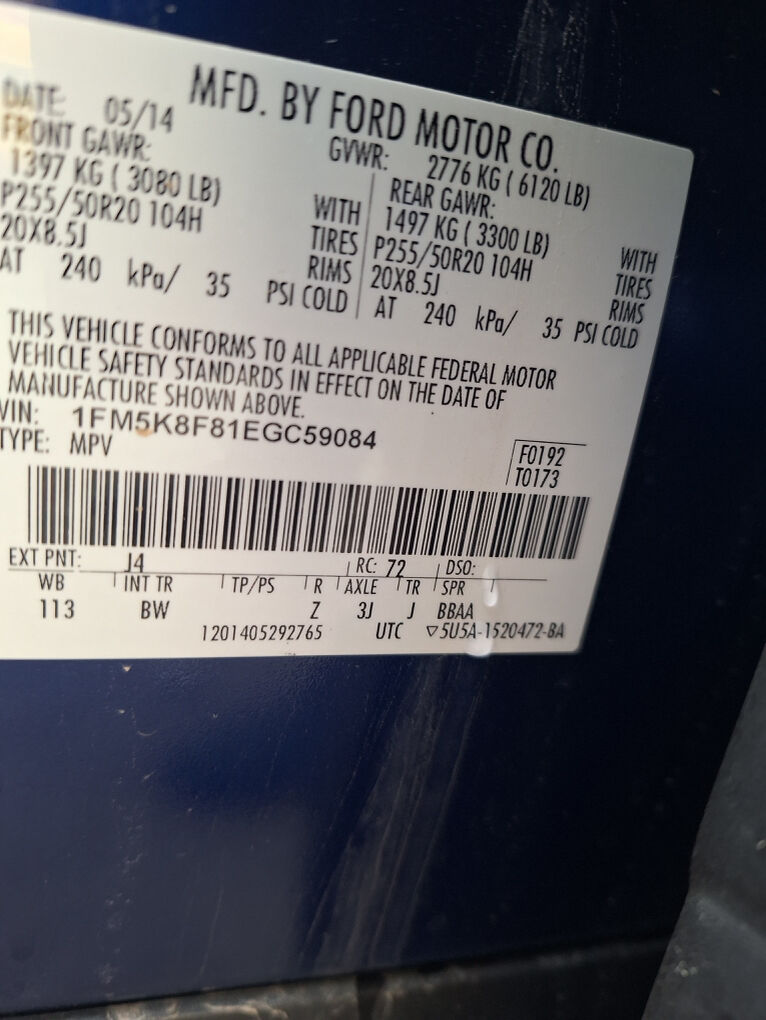 MFD. BY FORD MOTOR CO.
DATE: 05/14 GVWR: 2776 KG ( 6120 LB)
FRONT GAWR: REAR GAWR:
1397 KG ( 3080 LB) WITH 1497 KG ( 3300 LB) WITH
P255/50R20 104H TIRES P255/50R20 104H TIRES
20X8.5J RIMS 20X8.5J RIMS
AT 240 kPa/ 35 PSI COLD AT 240 kPa/ 35 PSI COLD
THIS VEHICLE CONFORMS TO ALL APPLICABLE FEDERAL MOTOR
VEHICLE SAFETY STANDARDS IN EFFECT ON THE DATE OF
MANUFACTURE SHOWN ABOVE.
VIN: 1FM5K8F81EGC59084
TYPE: MPV
F0192
T0173
EXT PNT: J4 RC: 72 DSO:
WB INT TR TP/PS R AXLE TR SPR
113 BW Z 3J J BBAA
1201405292765 UTC ▽5U5A-1520472-BA